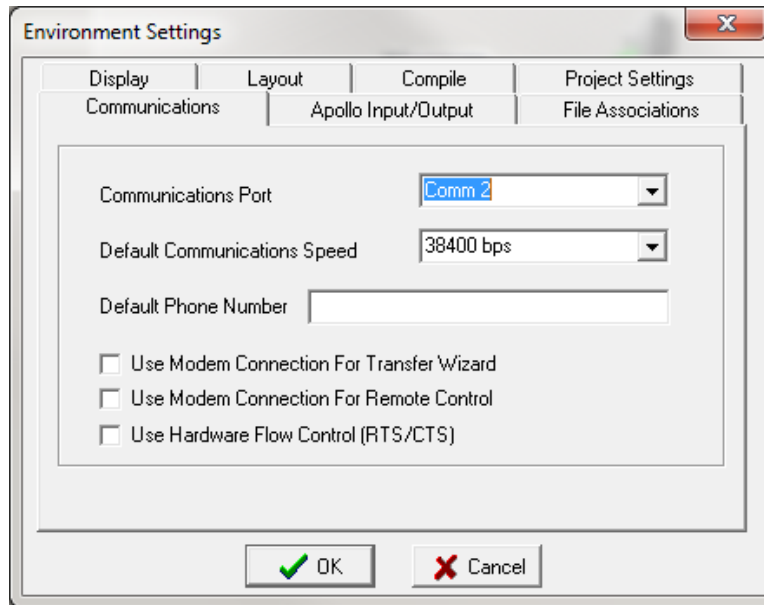 Environment Settings
Display Layout Compile Project Settings
Communications Apollo Input/Output File Associations
Communications Port Comm 2
Default Communications Speed 38400 bps
Default Phone Number
Use Modem Connection For Transfer Wizard
Use Modem Connection For Remote Control
Use Hardware Flow Control (RTS/CTS)
OK Cancel